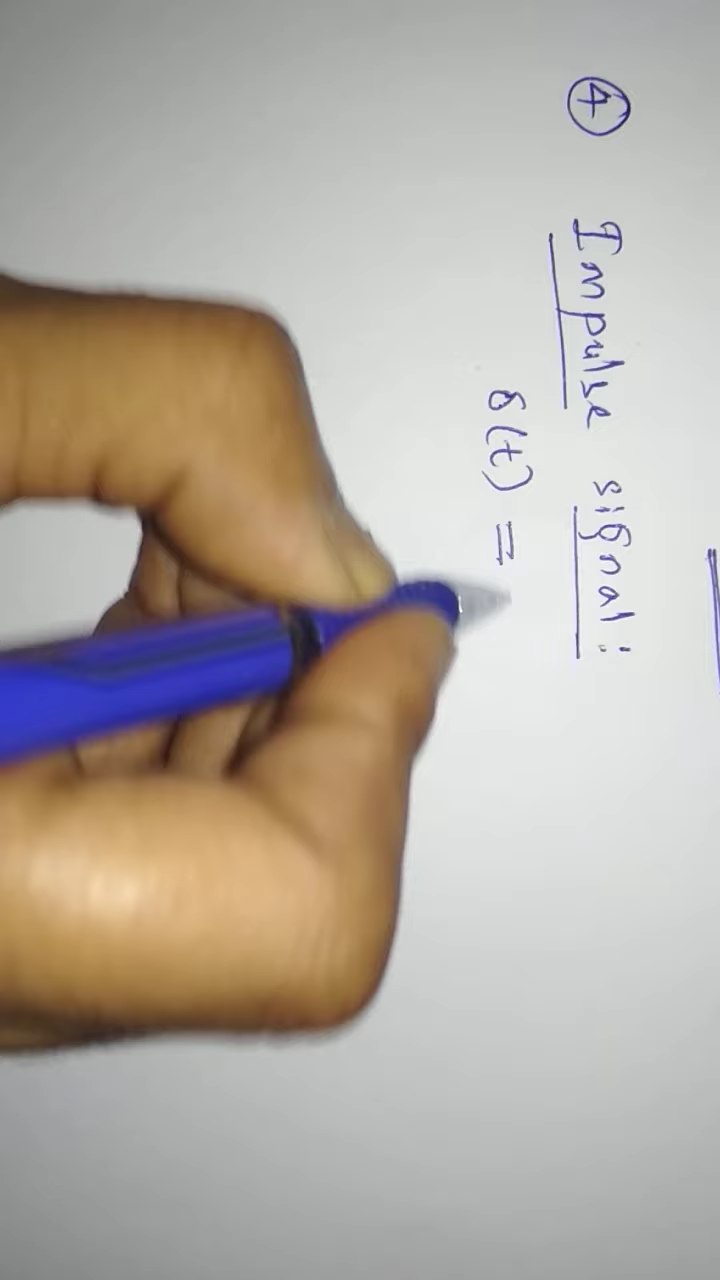 ④ Impulse signal:
δ(t) =